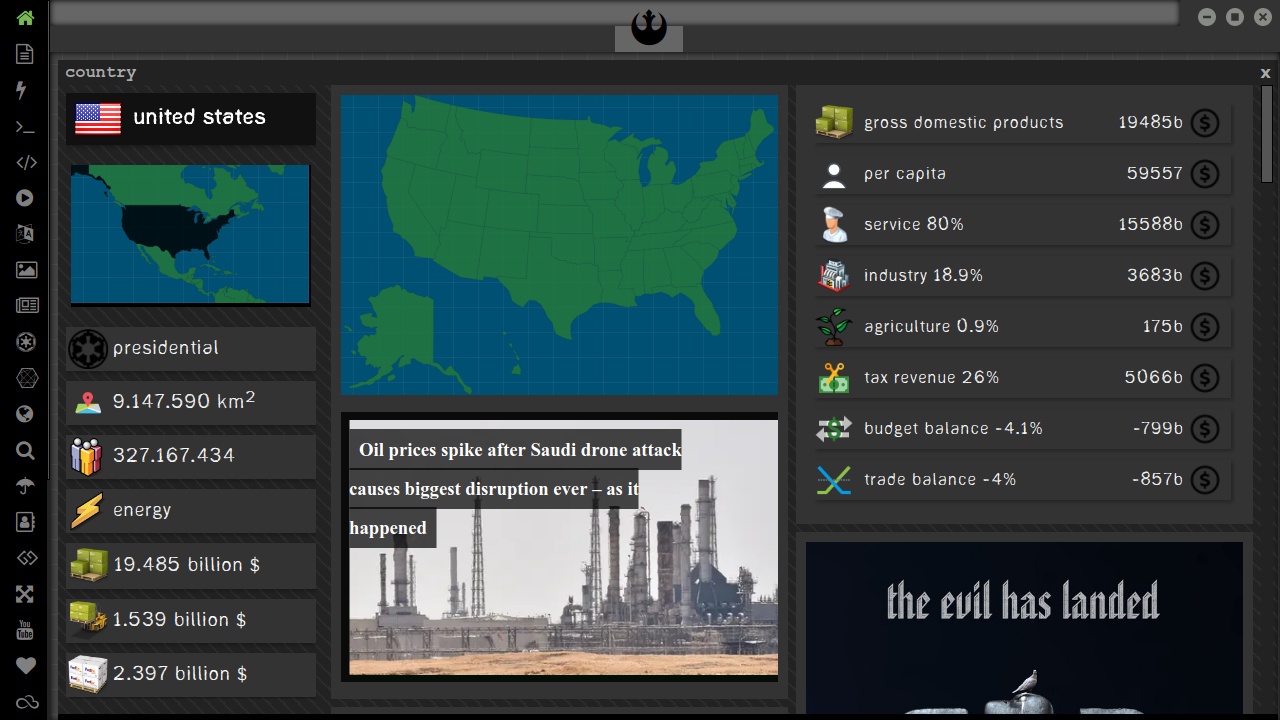 country
x
united states
presidential
9.147.590 km²
327.167.434
energy
19.485 billion $
1.539 billion $
2.397 billion $
Oil prices spike after Saudi drone attack
causes biggest disruption ever – as it
happened
gross domestic products 19485b $
per capita 59557 $
service 80% 15588b $
industry 18.9% 3683b $
agriculture 0.9% 175b $
tax revenue 26% 5066b $
budget balance -4.1% -799b $
trade balance -4% -857b $
the evil has landed
You
Tube